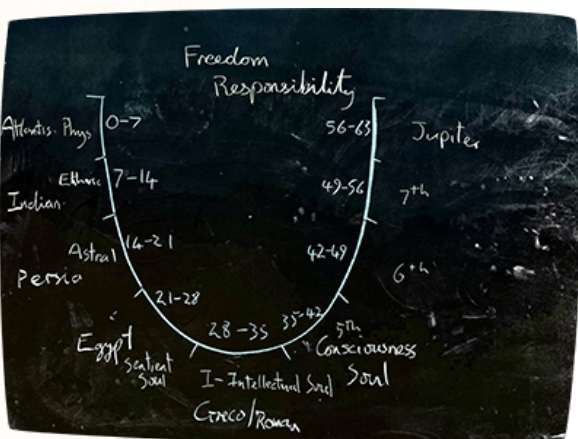 Freedom
Responsibility
Atlantis. Phys
0-7
56-63
Jupiter
Etheric
7-14
49-56
7th
Indian
Astral
14-21
42-49
Persia
6th
21-28
35-42
28-35
5th
Egypt
Sentient
Soul
Consciousness
Soul
I-Intellectual Soul
Greco/Roman